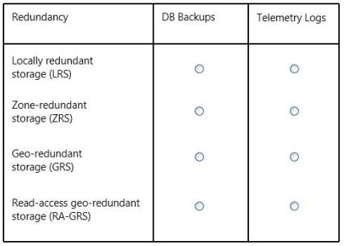 Redundancy DB Backups Telemetry Logs
Locally redundant
storage (LRS)
Zone-redundant
storage (ZRS)
Geo-redundant
storage (GRS)
Read-access geo-redundant
storage (RA-GRS)